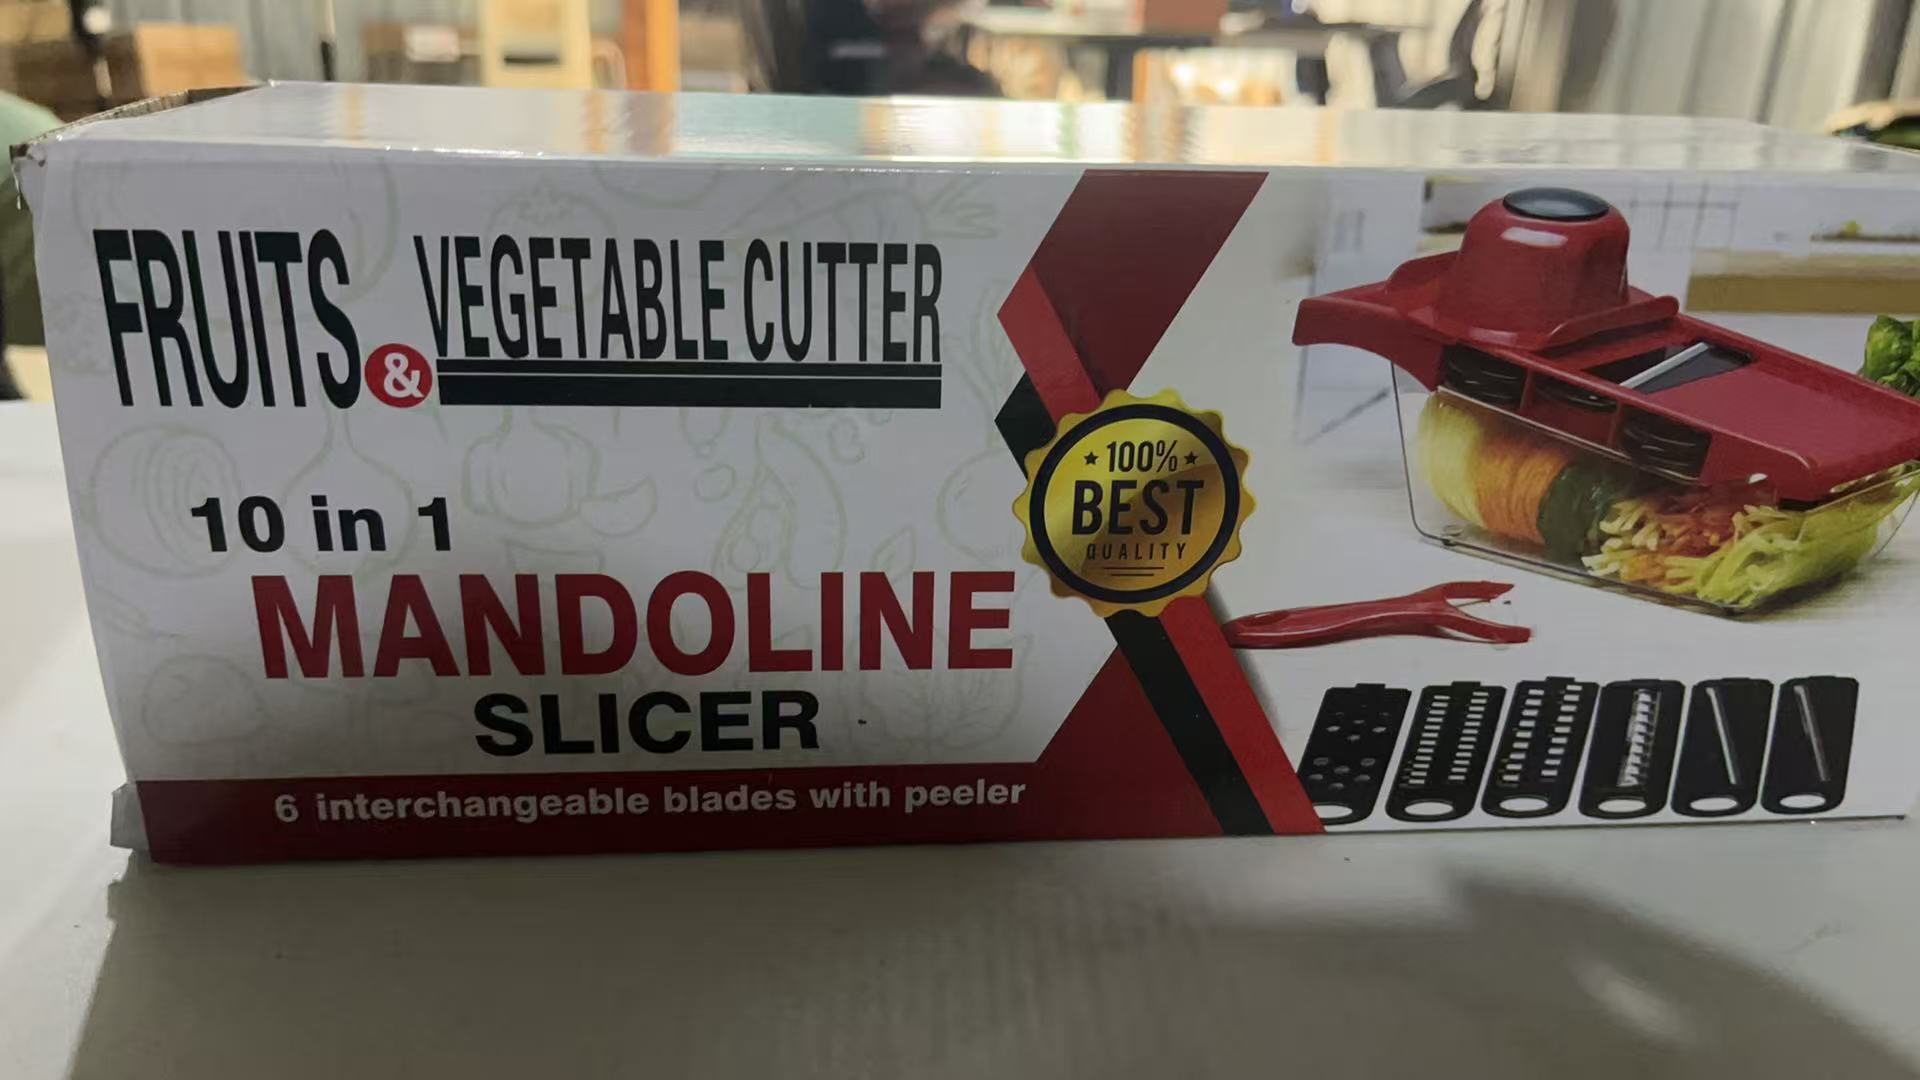 FRUITS & VEGETABLE CUTTER
10 in 1
MANDOLINE
SLICER
6 interchangeable blades with peeler
100%
BEST
QUALITY